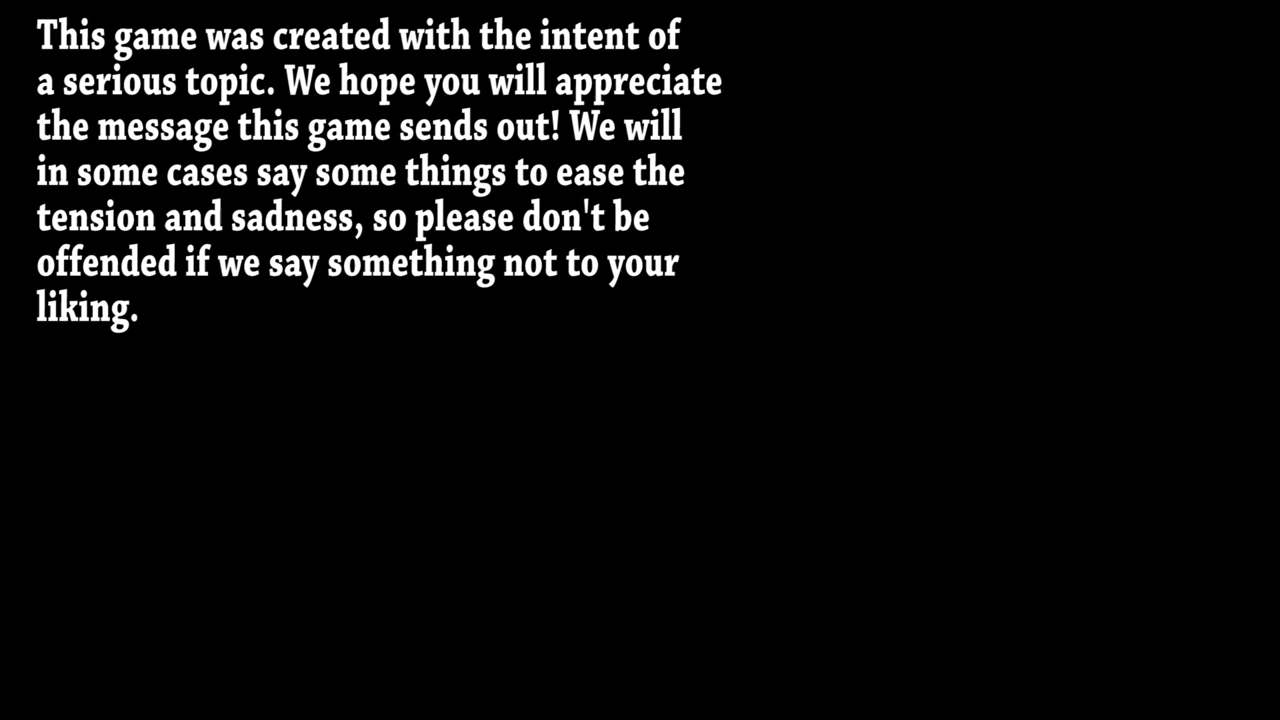 This game was created with the intent of
a serious topic. We hope you will appreciate
the message this game sends out! We will
in some cases say some things to ease the
tension and sadness, so please don't be
offended if we say something not to your
liking.